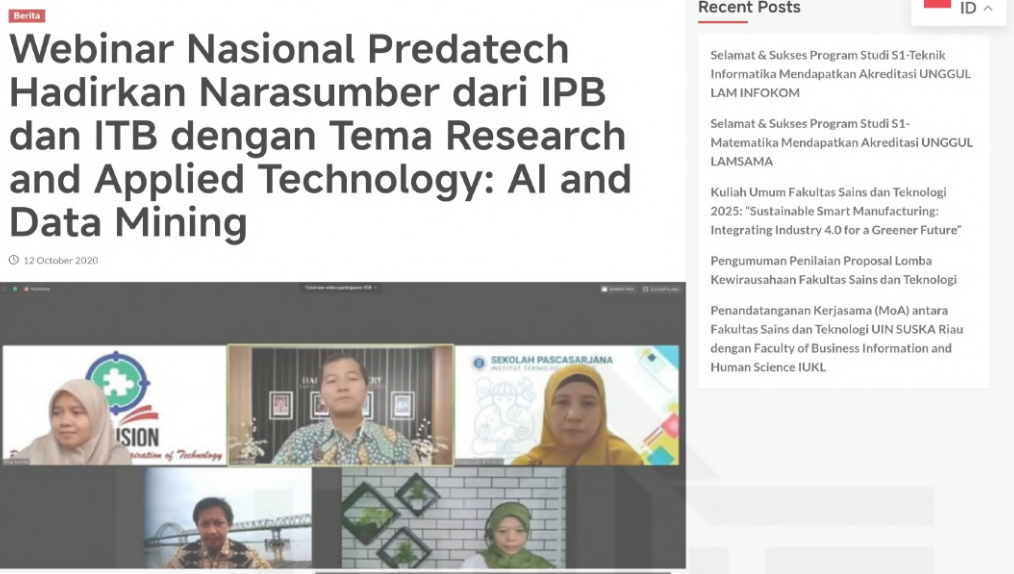 Berita
Webinar Nasional Predatech
Hadirkan Narasumber dari IPB
dan ITB dengan Tema Research
and Applied Technology: AI and
Data Mining
12 October 2020
SEKOLAH PASCASARJANA
INSTITUT
ration of Technology
Recent Posts
ID
Selamat & Sukses Program Studi S1-Teknik
Informatika Mendapatkan Akreditasi UNGGUL
LAM INFOKOM
Selamat & Sukses Program Studi S1-
Matematika Mendapatkan Akreditasi UNGGUL
LAMSAMA
Kuliah Umum Fakultas Sains dan Teknologi
2025: “Sustainable Smart Manufacturing:
Integrating Industry 4.0 for a Greener Future”
Pengumuman Penilaian Proposal Lomba
Kewirausahaan Fakultas Sains dan Teknologi
Penandatanganan Kerjasama (MoA) antara
Fakultas Sains dan Teknologi UIN SUSKA Riau
dengan Faculty of Business Information and
Human Science IUKL